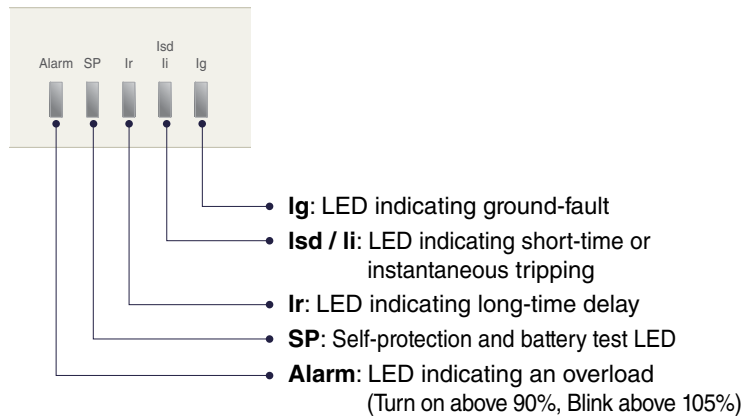 Isd
Alarm SP Ir Ii Ig
Ig: LED indicating ground-fault
Isd / Ii: LED indicating short-time or
instantaneous tripping
Ir: LED indicating long-time delay
SP: Self-protection and battery test LED
Alarm: LED indicating an overload
(Turn on above 90%, Blink above 105%)